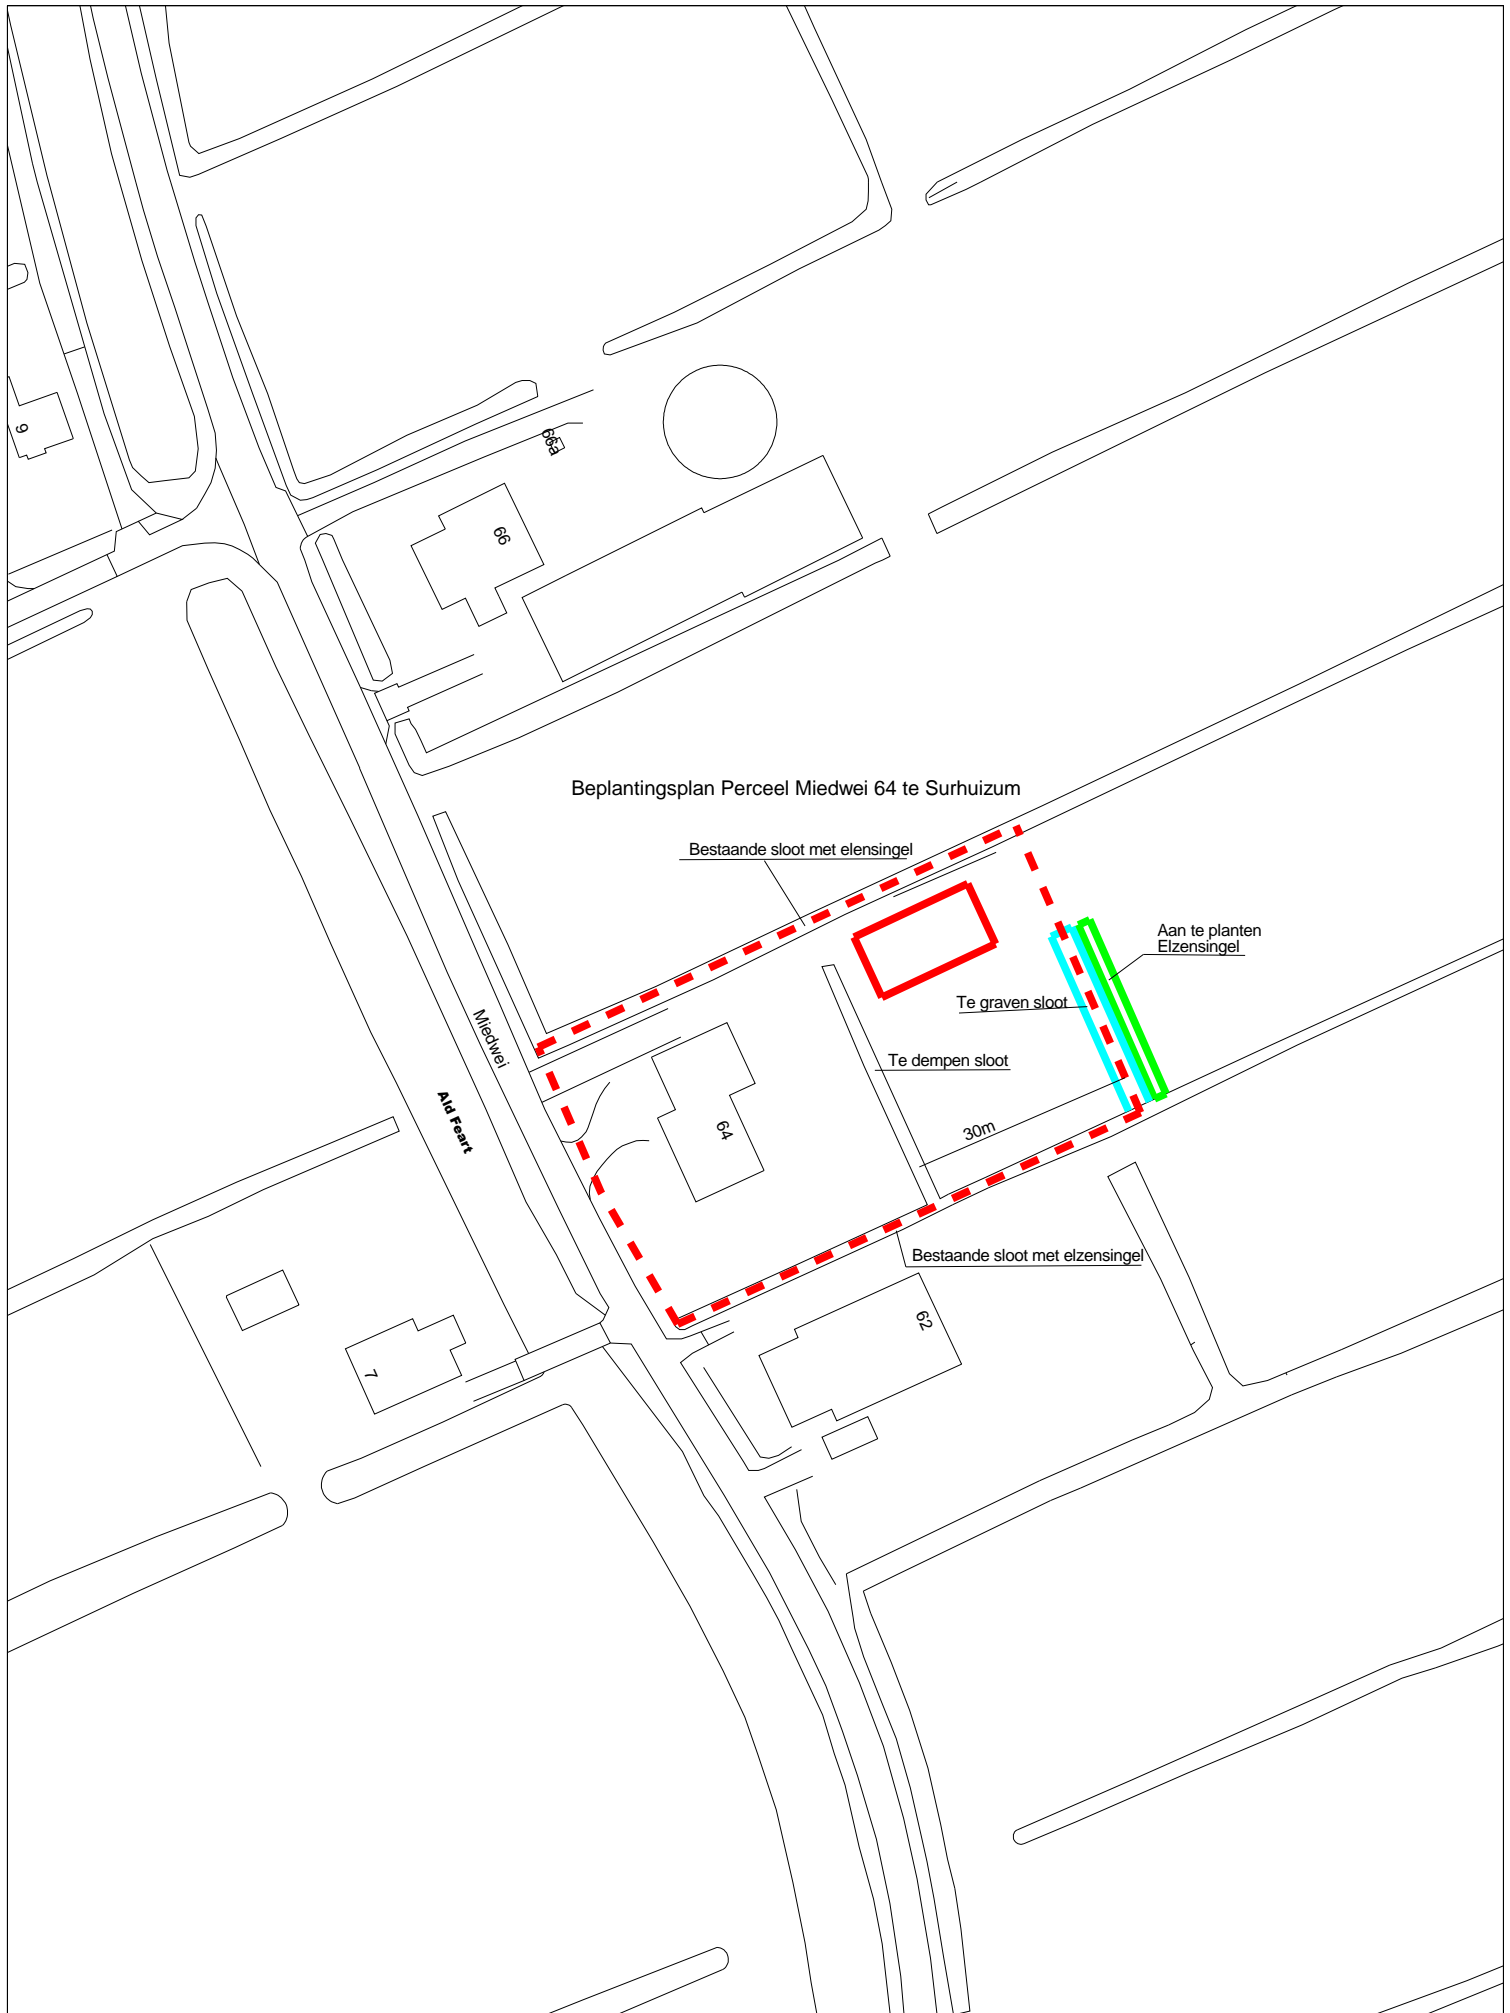 9
66a
66
Beplantingsplan Perceel Miedwei 64 te Surhuizum
Bestaande sloot met elensingel
Aan te planten
Elzensingel
Te graven sloot
Miedwei
Te dempen sloot
Ald Feart
64
30m
Bestaande sloot met elzensingel
62
7